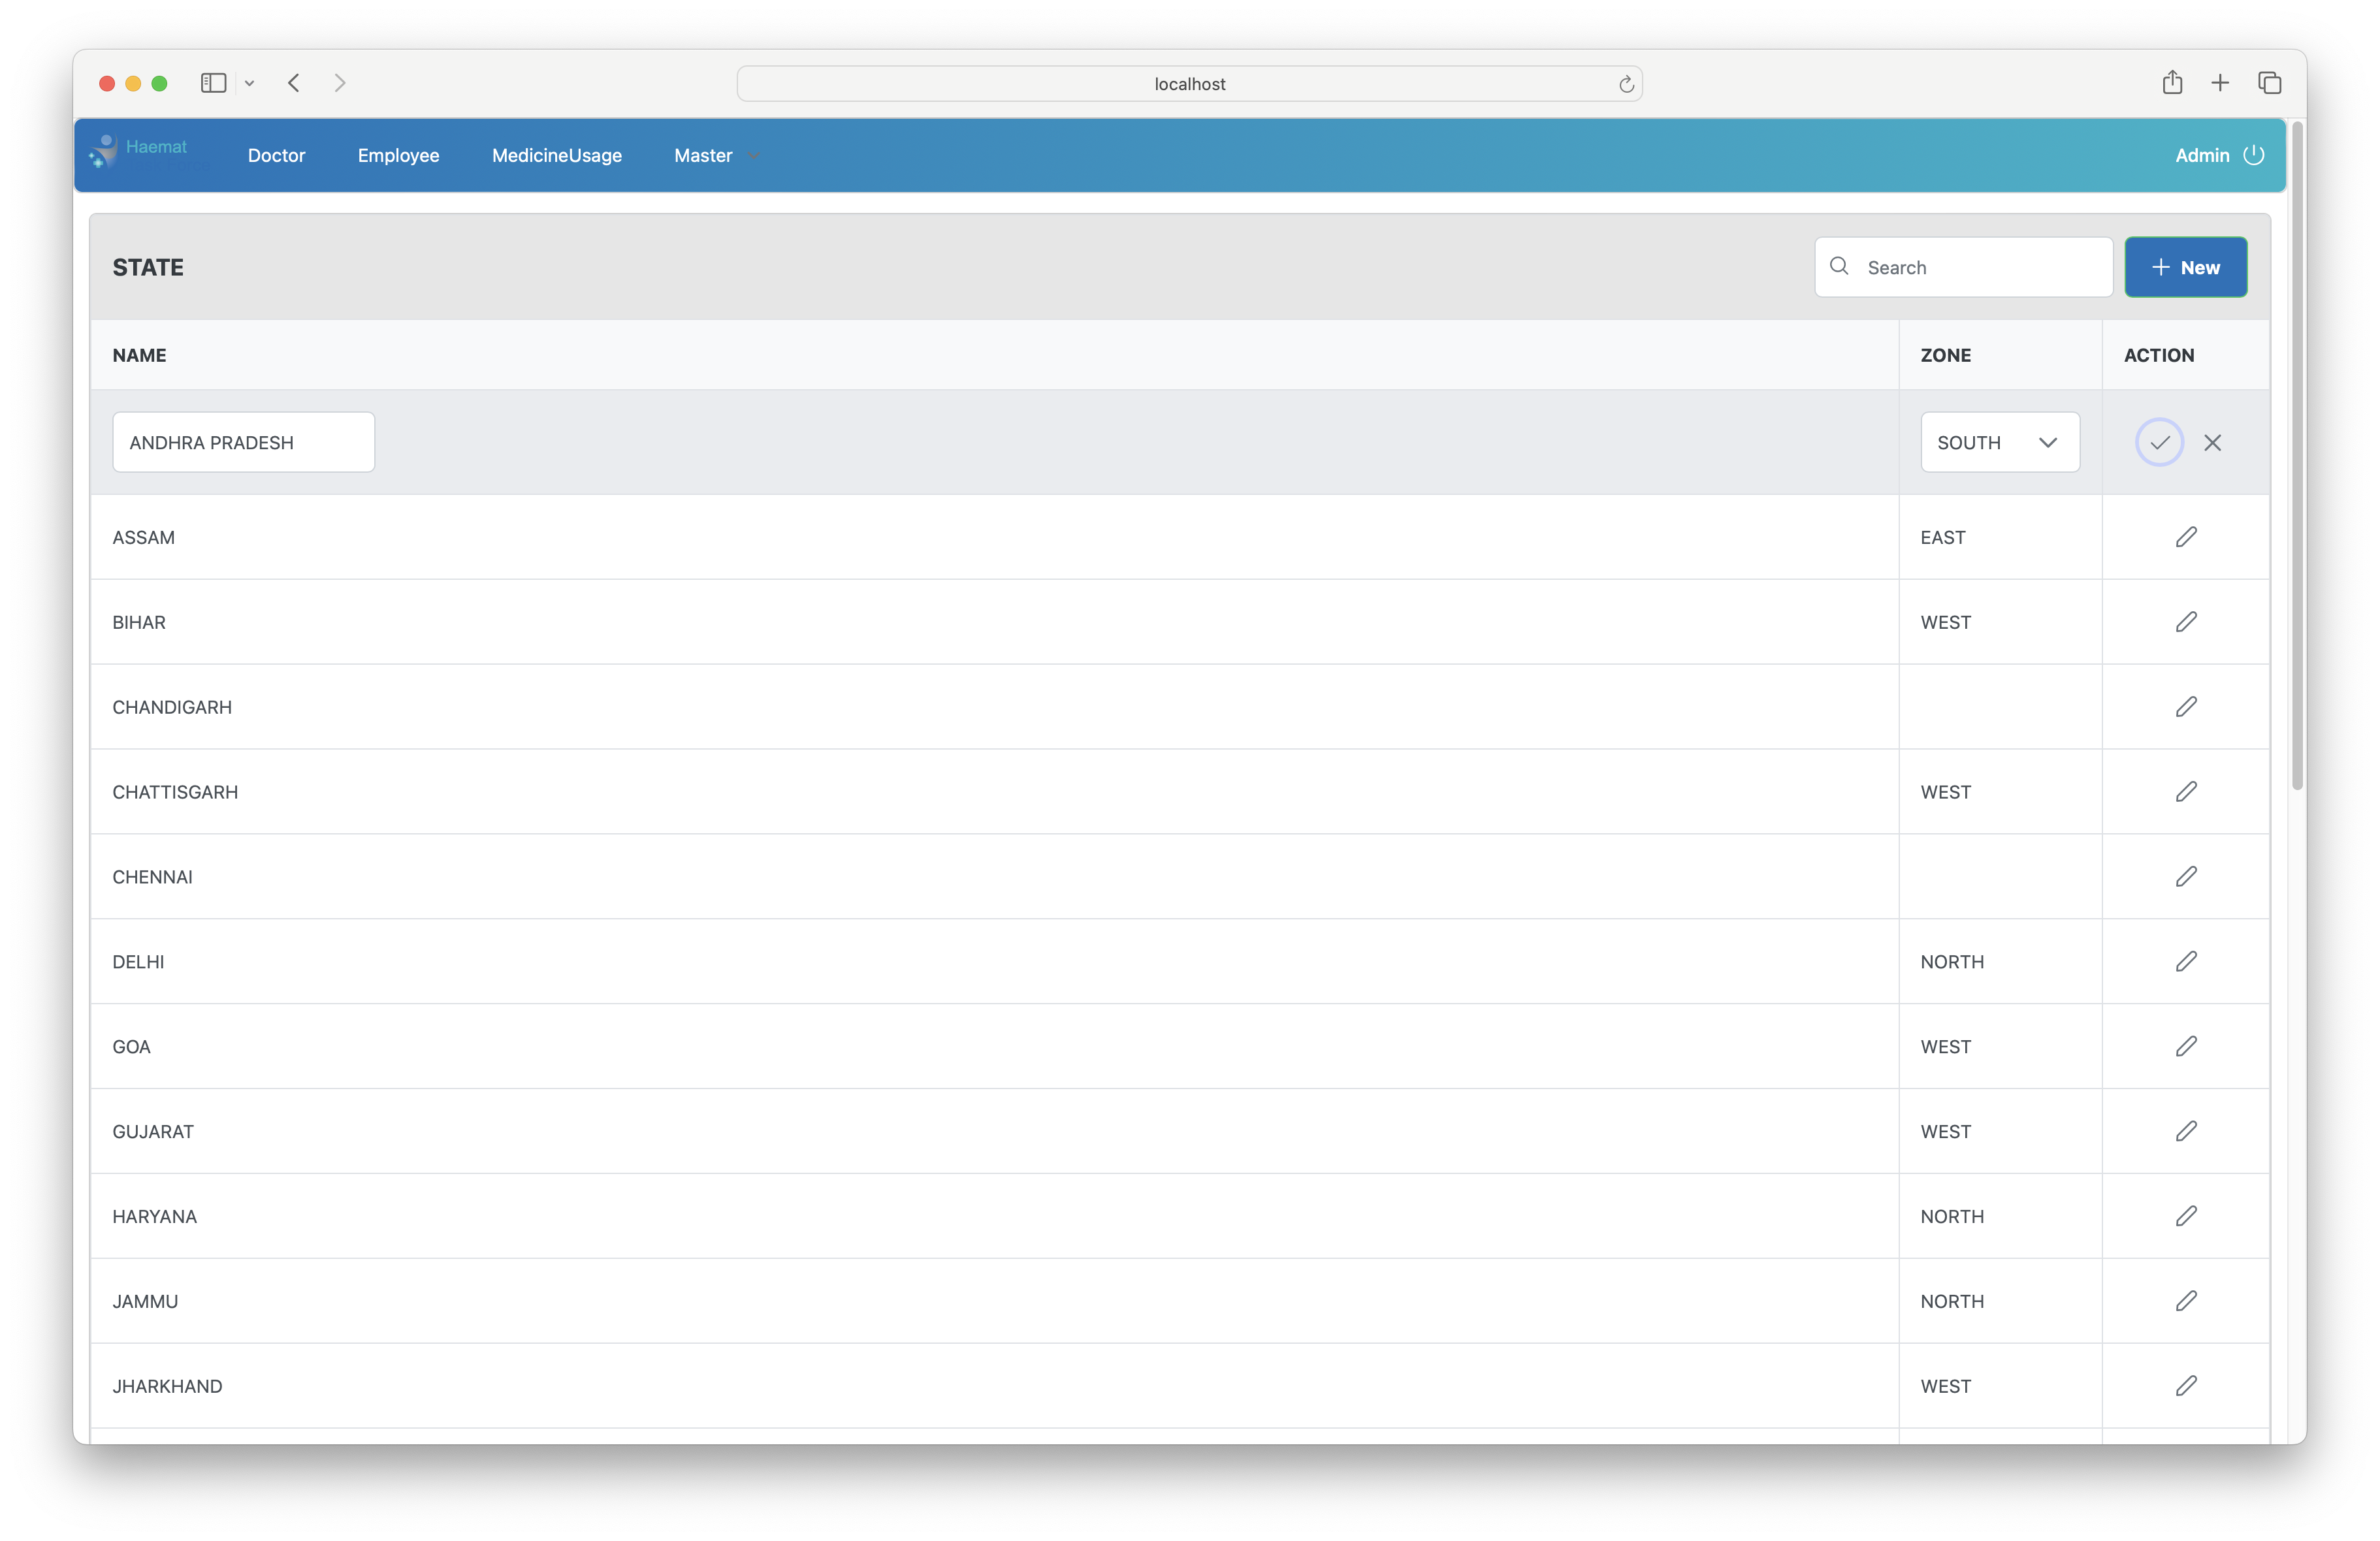 localhost
Haemat
Doctor Employee MedicineUsage Master Admin
STATE Search New
NAME ZONE ACTION
ANDHRA PRADESH SOUTH
ASSAM EAST
BIHAR WEST
CHANDIGARH
CHATTISGARH WEST
CHENNAI
DELHI NORTH
GOA WEST
GUJARAT WEST
HARYANA NORTH
JAMMU NORTH
JHARKHAND WEST